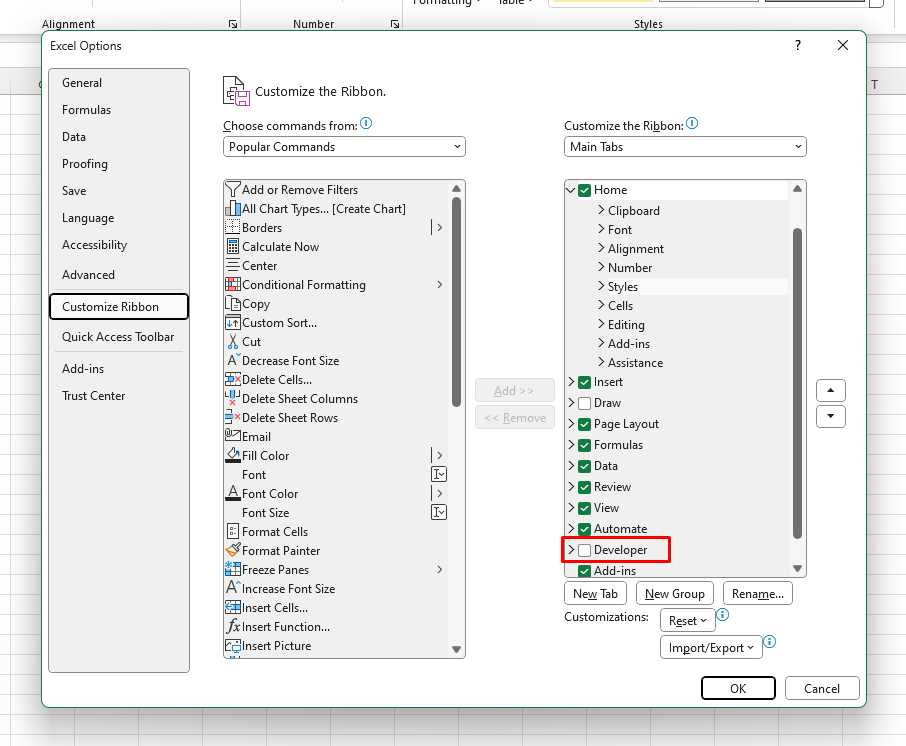 Formatting
Table
Alignment
Number
Styles
T
Excel Options
?
General
Formulas
Data
Proofing
Save
Language
Accessibility
Advanced
Customize Ribbon
Quick Access Toolbar
Add-ins
Trust Center
Customize the Ribbon.
Choose commands from:
Popular Commands
Add or Remove Filters
All Chart Types... [Create Chart]
Borders
Calculate Now
Center
Conditional Formatting
Copy
Custom Sort...
Cut
Decrease Font Size
Delete Cells...
Delete Sheet Columns
Delete Sheet Rows
Email
Fill Color
Font
Font Color
Font Size
Format Cells
Format Painter
Freeze Panes
Increase Font Size
Insert Cells...
Insert Function...
Insert Picture
Add >>
<< Remove
Customize the Ribbon:
Main Tabs
Home
Clipboard
Font
Alignment
Number
Styles
Cells
Editing
Add-ins
Assistance
Insert
Draw
Page Layout
Formulas
Data
Review
View
Automate
Developer
Add-ins
New Tab
New Group
Rename...
Customizations:
Reset
Import/Export
OK
Cancel